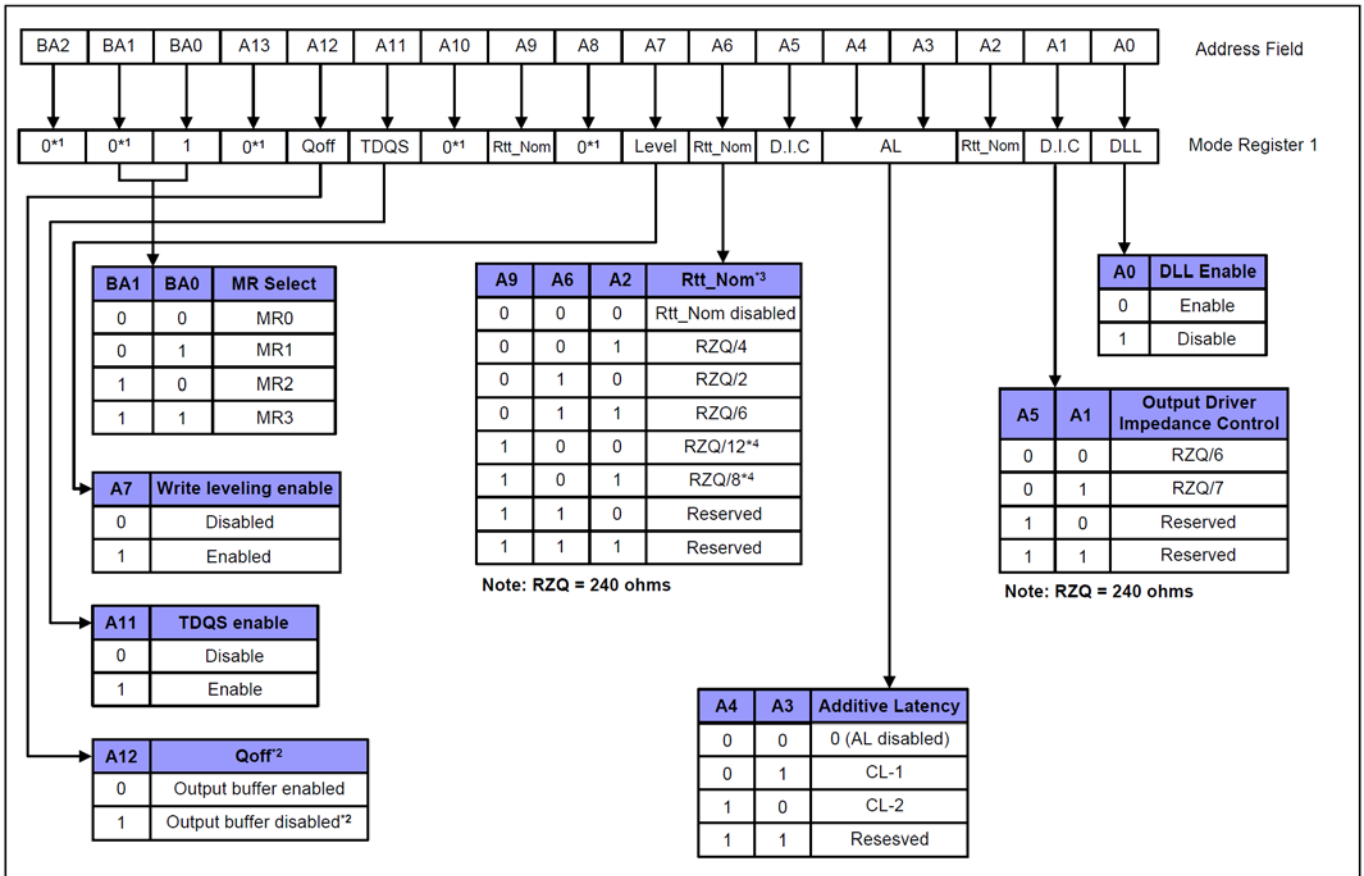 BA2 BA1 BA0 A13 A12 A11 A10 A9 A8 A7 A6 A5 A4 A3 A2 A1 A0 Address Field
0*1 0*1 1 0*1 Qoff TDQS 0*1 Rtt_Nom 0*1 Level Rtt_Nom D.I.C AL Rtt_Nom D.I.C DLL Mode Register 1
BA1 BA0 MR Select
0 0 MR0
0 1 MR1
1 0 MR2
1 1 MR3
A7 Write leveling enable
0 Disabled
1 Enabled
A11 TDQS enable
0 Disable
1 Enable
A12 Qoff*2
0 Output buffer enabled
1 Output buffer disabled*2
A9 A6 A2 Rtt_Nom*3
0 0 0 Rtt_Nom disabled
0 0 1 RZQ/4
0 1 0 RZQ/2
0 1 1 RZQ/6
1 0 0 RZQ/12*4
1 0 1 RZQ/8*4
1 1 0 Reserved
1 1 1 Reserved
Note: RZQ = 240 ohms
A4 A3 Additive Latency
0 0 0 (AL disabled)
0 1 CL-1
1 0 CL-2
1 1 Resesved
A0 DLL Enable
0 Enable
1 Disable
A5 A1 Output Driver
Impedance Control
0 0 RZQ/6
0 1 RZQ/7
1 0 Reserved
1 1 Reserved
Note: RZQ = 240 ohms